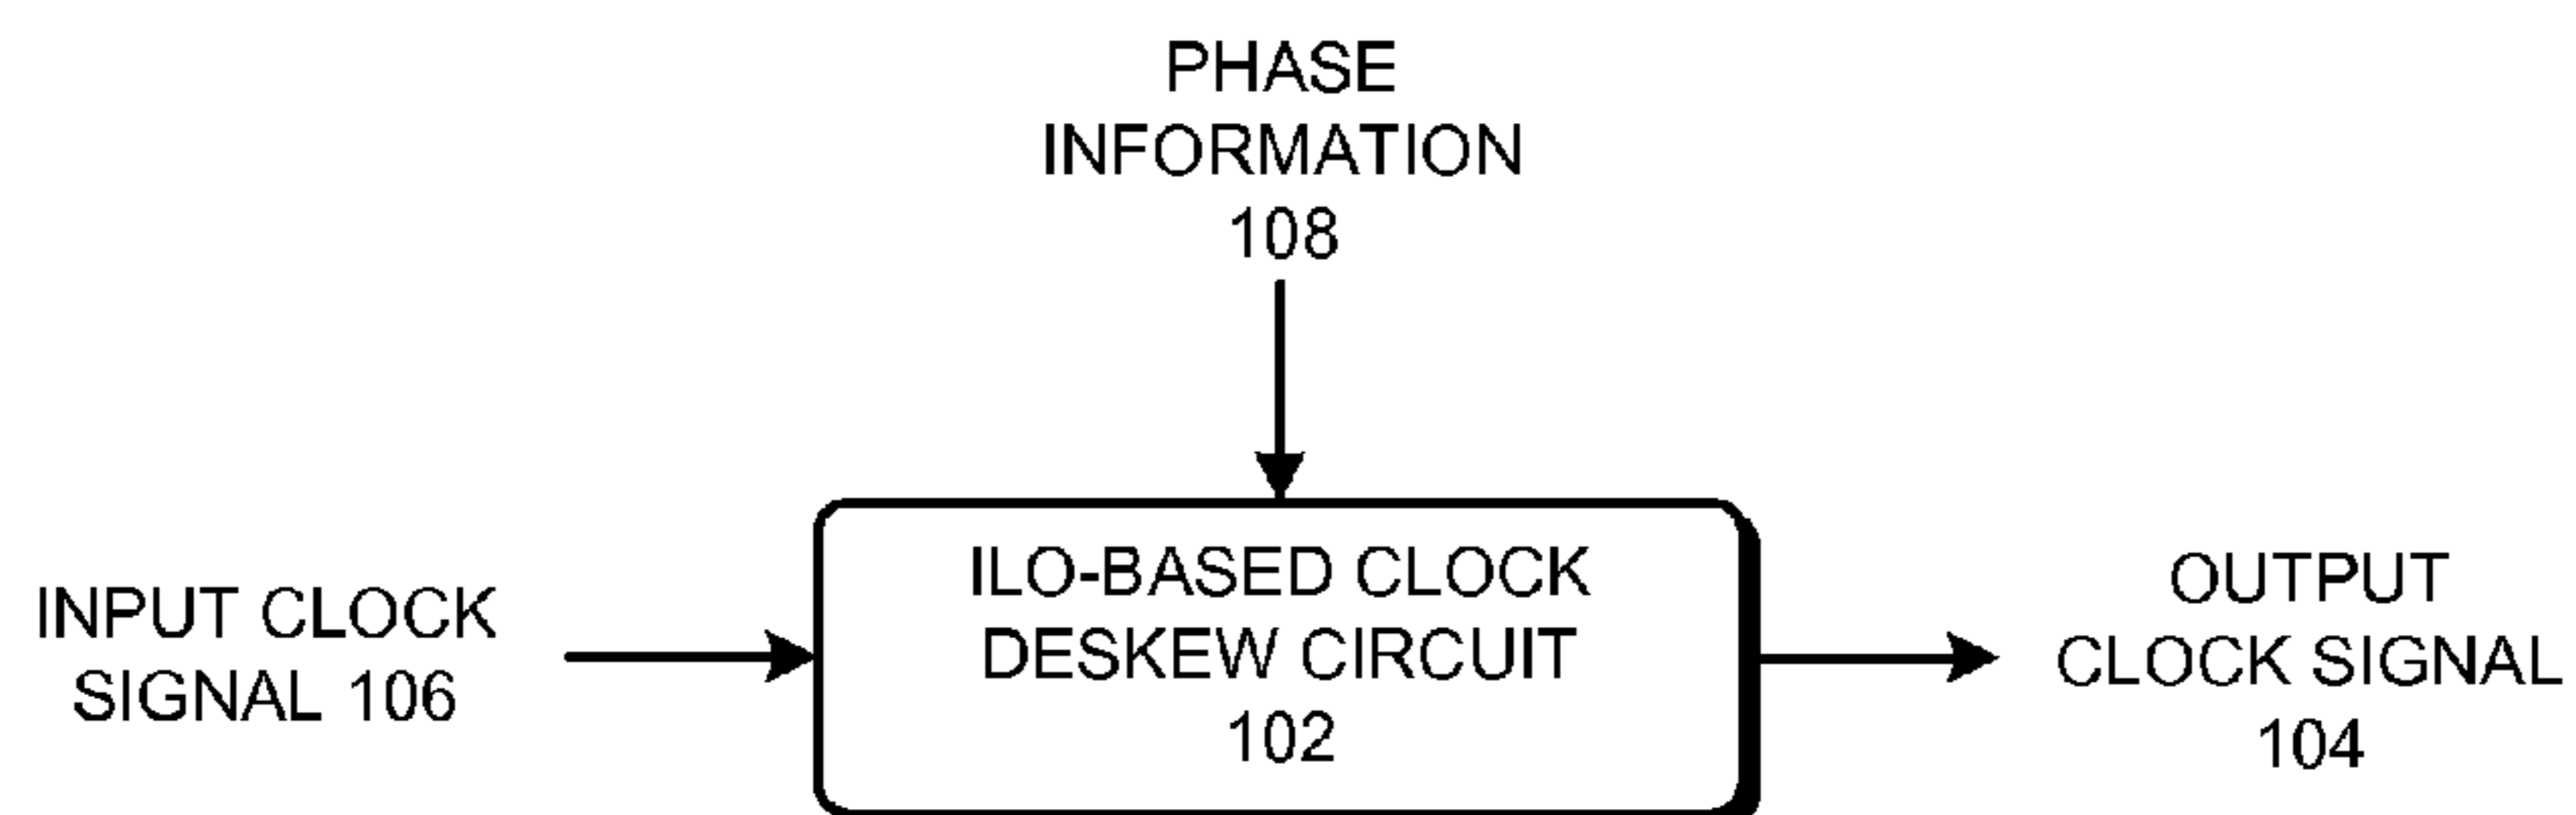 PHASE
INFORMATION
108
INPUT CLOCK
SIGNAL 106
ILO-BASED CLOCK
DESKEW CIRCUIT
102
OUTPUT
CLOCK SIGNAL
104